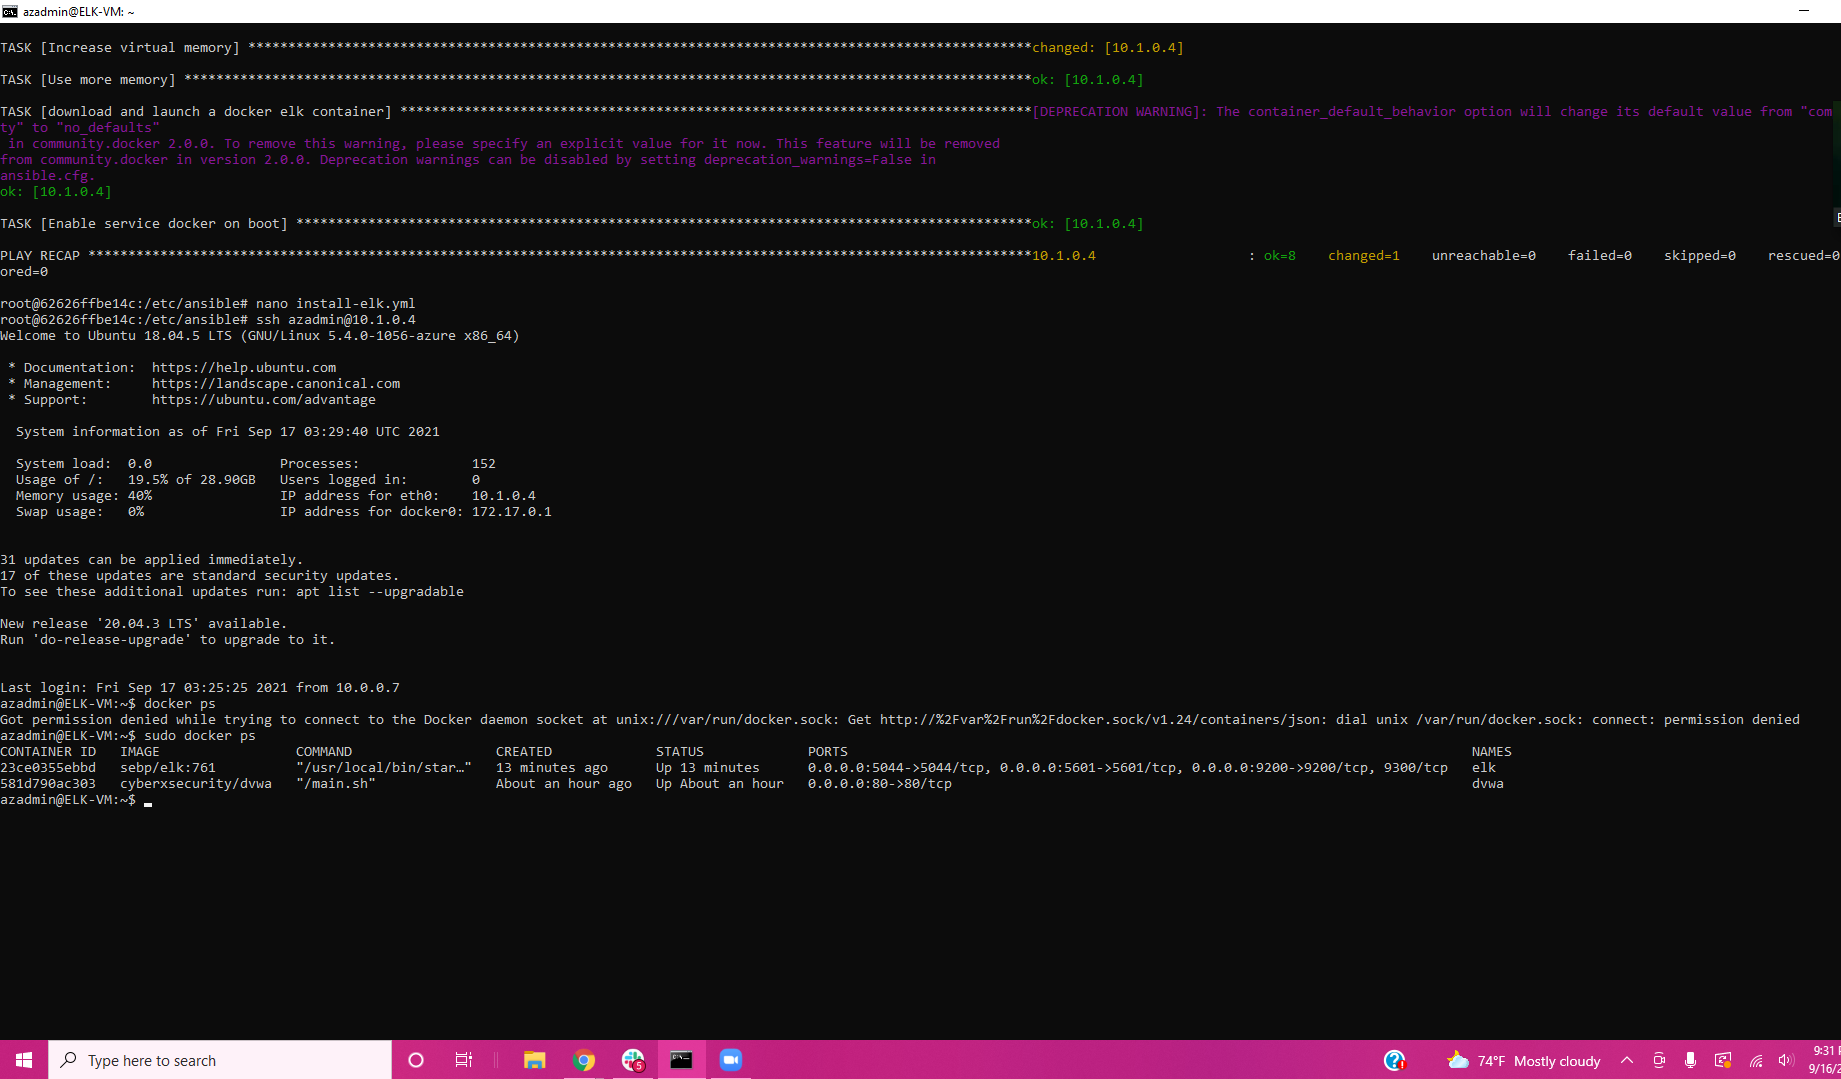 azadmin@ELK-VM: ~
TASK [Increase virtual memory] **************************************************************************************************changed: [10.1.0.4]
TASK [Use more memory] **********************************************************************************************************ok: [10.1.0.4]
TASK [download and launch a docker elk container] *******************************************************************************[DEPRECATION WARNING]: The container_default_behavior option will change its default value from "com
ty" to "no_defaults"
in community.docker 2.0.0. To remove this warning, please specify an explicit value for it now. This feature will be removed
from community.docker in version 2.0.0. Deprecation warnings can be disabled by setting deprecation_warnings=False in
ansible.cfg.
ok: [10.1.0.4]
TASK [Enable service docker on boot] ********************************************************************************************ok: [10.1.0.4]
PLAY RECAP **********************************************************************************************************************10.1.0.4 : ok=8 changed=1 unreachable=0 failed=0 skipped=0 rescued=0
ored=0
root@62626ffbe14c:/etc/ansible# nano install-elk.yml
root@62626ffbe14c:/etc/ansible# ssh azadmin@10.1.0.4
Welcome to Ubuntu 18.04.5 LTS (GNU/Linux 5.4.0-1056-azure x86_64)
* Documentation: https://help.ubuntu.com
* Management: https://landscape.canonical.com
* Support: https://ubuntu.com/advantage
System information as of Fri Sep 17 03:29:40 UTC 2021
System load: 0.0 Processes: 152
Usage of /: 19.5% of 28.90GB Users logged in: 0
Memory usage: 40% IP address for eth0: 10.1.0.4
Swap usage: 0% IP address for docker0: 172.17.0.1
31 updates can be applied immediately.
17 of these updates are standard security updates.
To see these additional updates run: apt list --upgradable
New release '20.04.3 LTS' available.
Run 'do-release-upgrade' to upgrade to it.
Last login: Fri Sep 17 03:25:25 2021 from 10.0.0.7
azadmin@ELK-VM:~$ docker ps
Got permission denied while trying to connect to the Docker daemon socket at unix:///var/run/docker.sock: Get http://%2Fvar%2Frun%2Fdocker.sock/v1.24/containers/json: dial unix /var/run/docker.sock: connect: permission denied
azadmin@ELK-VM:~$ sudo docker ps
CONTAINER ID IMAGE COMMAND CREATED STATUS PORTS NAMES
23ce0355ebbd sebp/elk:761 "/usr/local/bin/star…" 13 minutes ago Up 13 minutes 0.0.0.0:5044->5044/tcp, 0.0.0.0:5601->5601/tcp, 0.0.0.0:9200->9200/tcp, 9300/tcp elk
581d790ac303 cyberxsecurity/dvwa "/main.sh" About an hour ago Up About an hour 0.0.0.0:80->80/tcp dvwa
azadmin@ELK-VM:~$
Type here to search
5
74°F Mostly cloudy
9:31
9/16/2